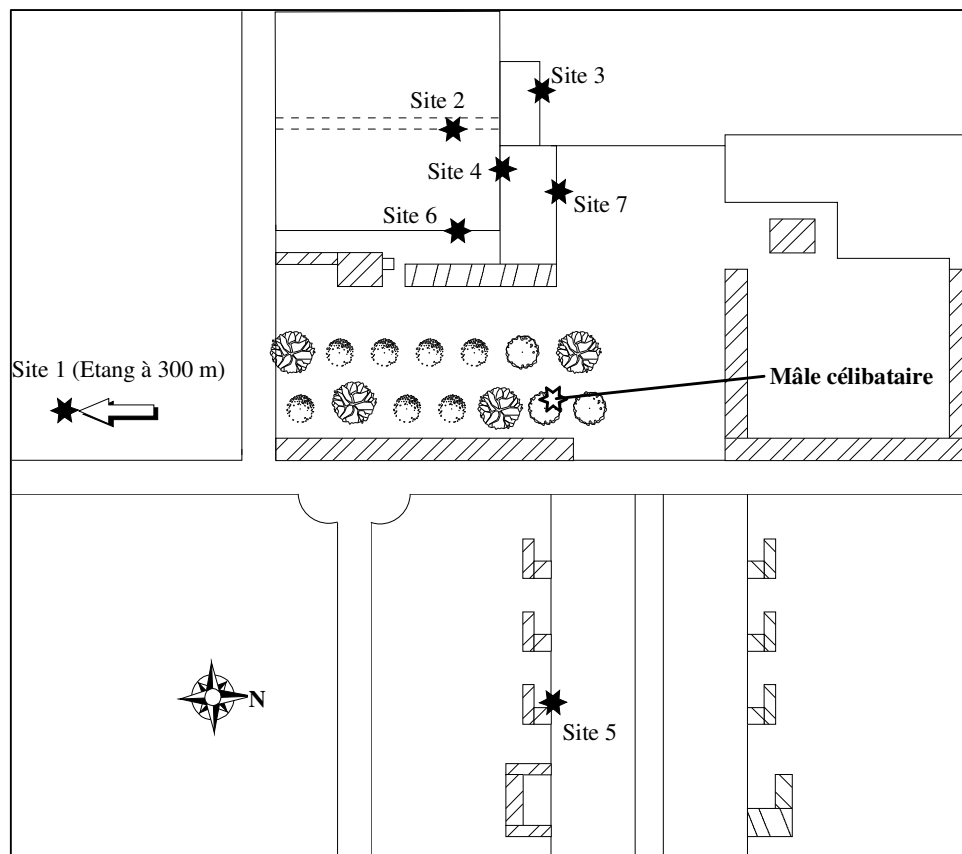 Site 3
Site 2
Site 4
Site 7
Site 6
Site 1 (Etang à 300 m)
Mâle célibataire
N
Site 5